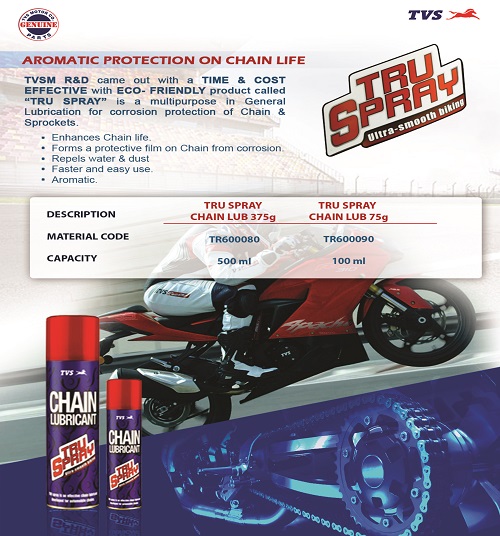 TVS MOTOR CO
GENUINE
PARTS
TVS
AROMATIC PROTECTION ON CHAIN LIFE
TVSM R&D came out with a TIME & COST
EFFECTIVE with ECO- FRIENDLY product called
“TRU SPRAY” is a multipurpose in General
Lubrication for corrosion protection of Chain &
Sprockets.
• Enhances Chain life.
• Forms a protective film on Chain from corrosion.
• Repels water & dust
• Faster and easy use.
• Aromatic.
TRU
SPRAY
Ultra-smooth biking
DESCRIPTION TRU SPRAY CHAIN LUB 375g TRU SPRAY CHAIN LUB 75g
MATERIAL CODE TR600080 TR600090
CAPACITY 500 ml 100 ml
Apache
TVS
CHAIN
LUBRICANT
TRU
SPRAY
TVS
CHAIN
LUBRICANT
TRU
SPRAY